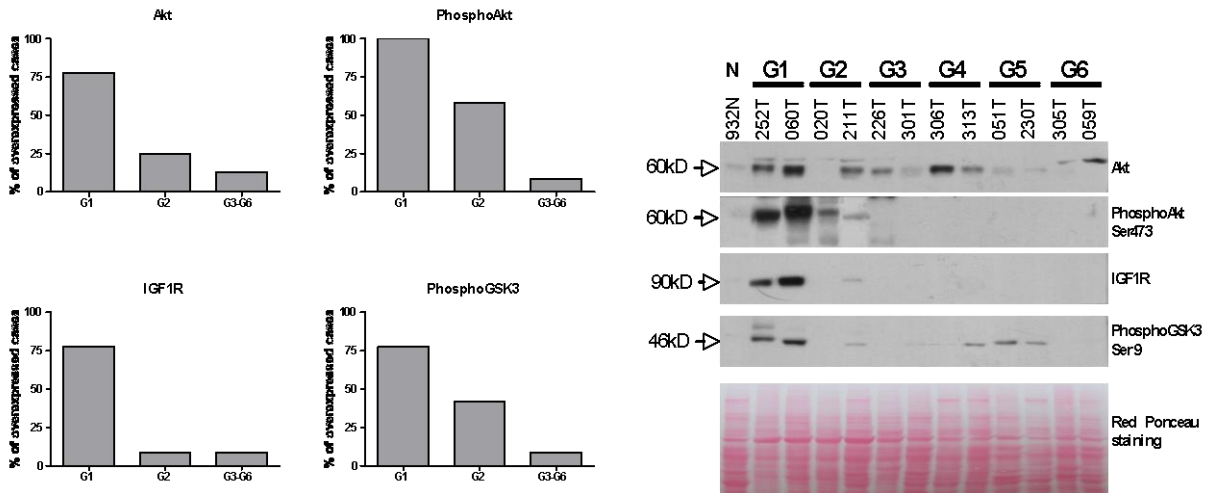 Akt
% of overexpressed cases
100
75
50
25
0
G1 G2 G3-G6
PhosphoAkt
% of overexpressed cases
100
75
50
25
0
G1 G2 G3-G6
IGF1R
% of overexpressed cases
100
75
50
25
0
G1 G2 G3-G6
PhosphoGSK3
% of overexpressed cases
100
75
50
25
0
G1 G2 G3-G6
N G1 G2 G3 G4 G5 G6
932N 252T 060T 020T 211T 226T 301T 306T 313T 051T 230T 305T 059T
60kD Akt
60kD PhosphoAkt
Ser473
90kD IGF1R
46kD PhosphoGSK3
Ser 9
Red Ponceau
staining